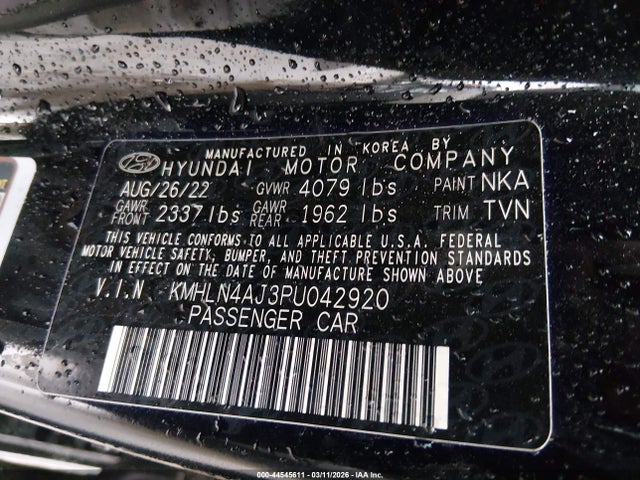 MANUFACTURED IN KOREA BY
HYUNDAI MOTOR COMPANY
AUG/26/22 GVWR 4079 lbs PAINT NKA
GAWR FRONT 2337 lbs GAWR REAR 1962 lbs TRIM TVN
THIS VEHICLE CONFORMS TO ALL APPLICABLE U.S.A. FEDERAL
MOTOR VEHICLE SAFETY, BUMPER, AND THEFT PREVENTION STANDARDS
IN EFFECT ON THE DATE OF MANUFACTURE SHOWN ABOVE
V.I.N KMHLN4AJ3PU042920
PASSENGER CAR
000-44545611 - 03/11/2026 - IAA Inc.